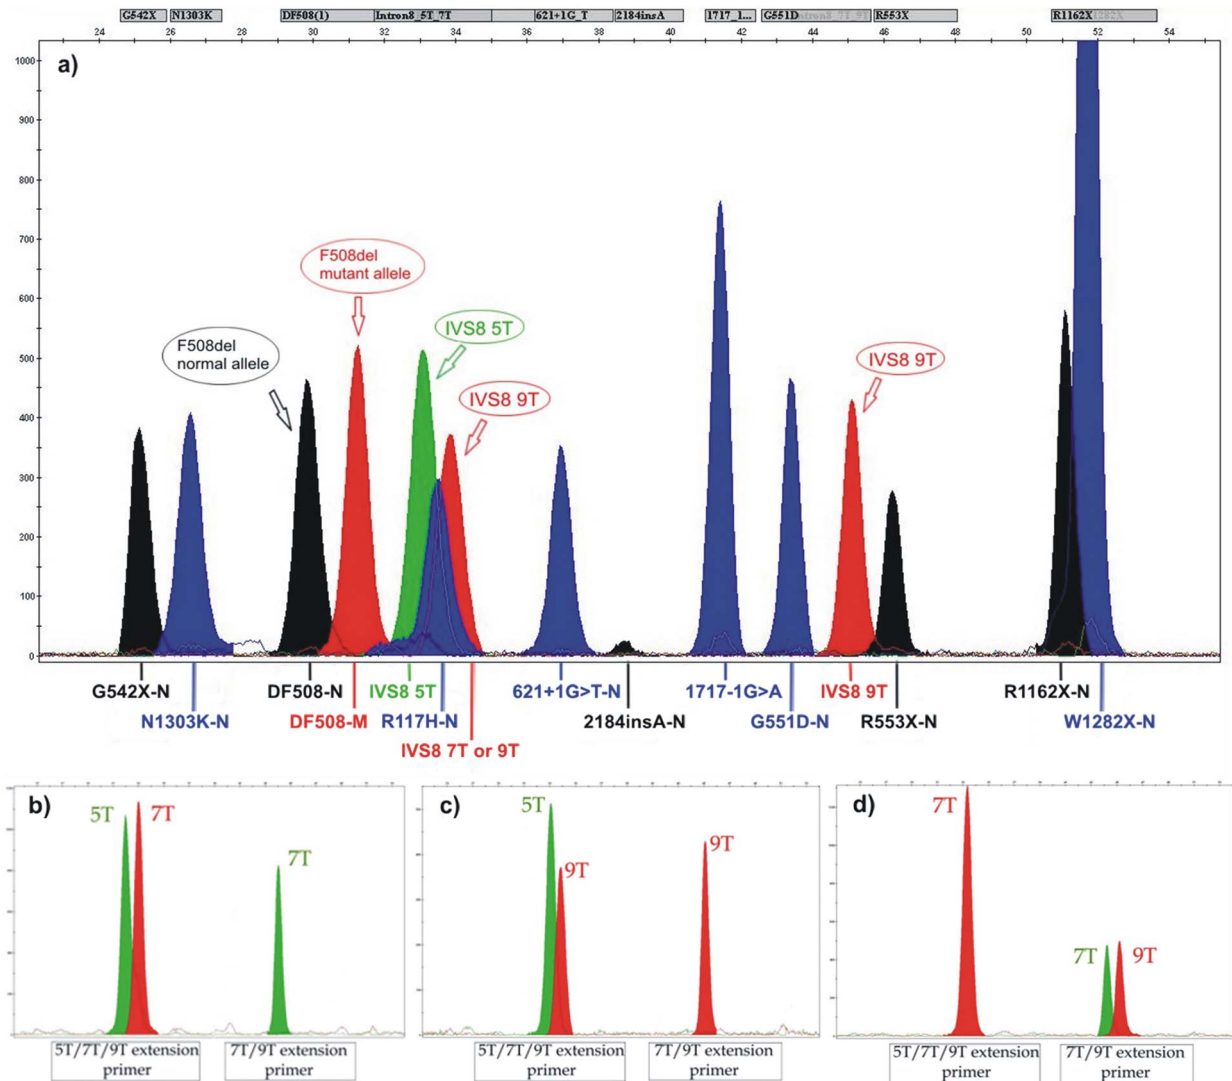 G542X N1303K DF508(1) Intron8_5T_7T 621+1G_T 2184insA 1717_1... G551D Intron8_7T_9T R553X R1162X 1282X
24 26 28 30 32 34 36 38 40 42 44 46 48 50 52 54
a)
1000
900
800
700
600
500
400
300
200
100
0
F508del
mutant allele
F508del
normal allele
IVS8 5T
IVS8 9T
IVS8 9T
G542X-N DF508-N IVS8 5T 621+1G>T-N 1717-1G>A IVS8 9T R1162X-N
N1303K-N DF508-M R117H-N 2184insA-N G551D-N R553X-N W1282X-N
IVS8 7T or 9T
b)
5T 7T
7T
5T/7T/9T extension
primer
7T/9T extension
primer
c)
5T
9T
9T
5T/7T/9T extension
primer
7T/9T extension
primer
d)
7T
7T 9T
5T/7T/9T extension
primer
7T/9T extension
primer